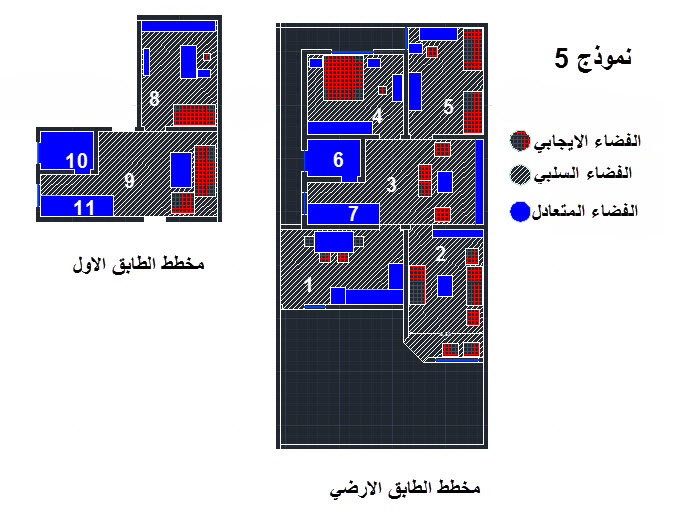 نموذج 5
الفضاء الايجابي
الفضاء السلبي
الفضاء المتعادل
8
10
9
11
مخطط الطابق الاول
4
5
6
3
7
2
1
مخطط الطابق الارضي